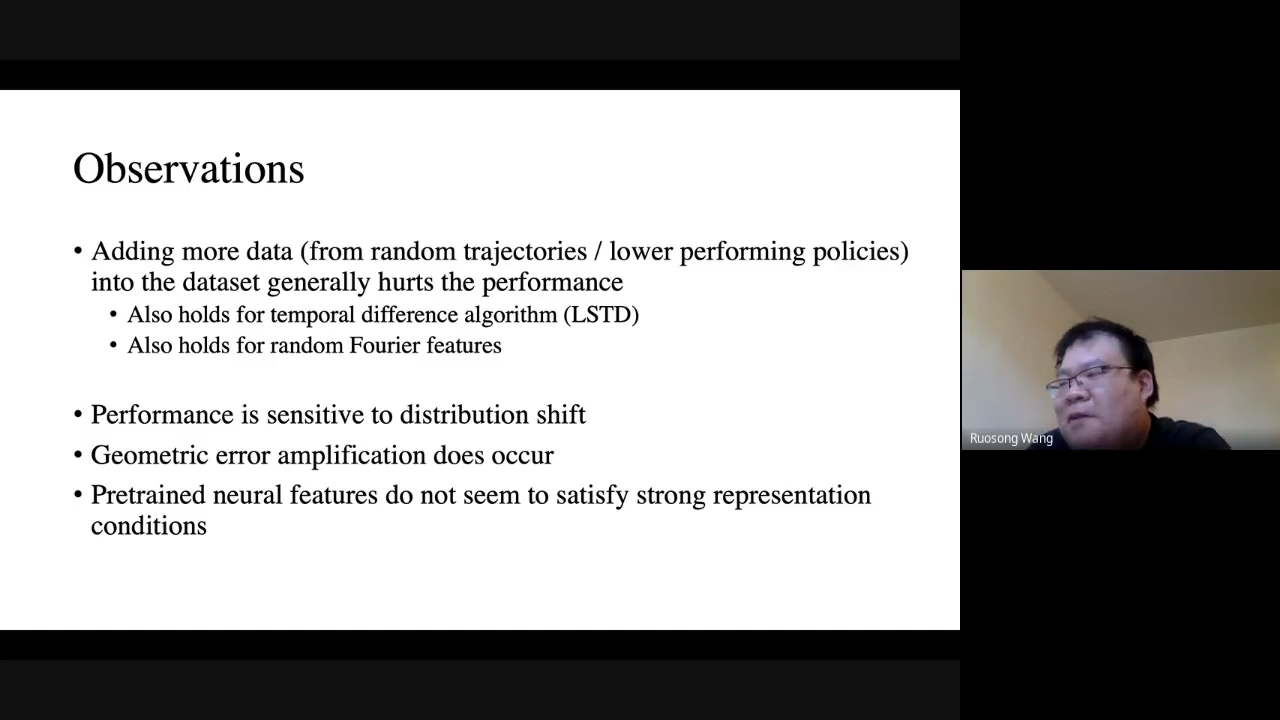 Observations
• Adding more data (from random trajectories / lower performing policies)
into the dataset generally hurts the performance
• Also holds for temporal difference algorithm (LSTD)
• Also holds for random Fourier features
• Performance is sensitive to distribution shift
• Geometric error amplification does occur
• Pretrained neural features do not seem to satisfy strong representation
conditions
Ruosong Wang